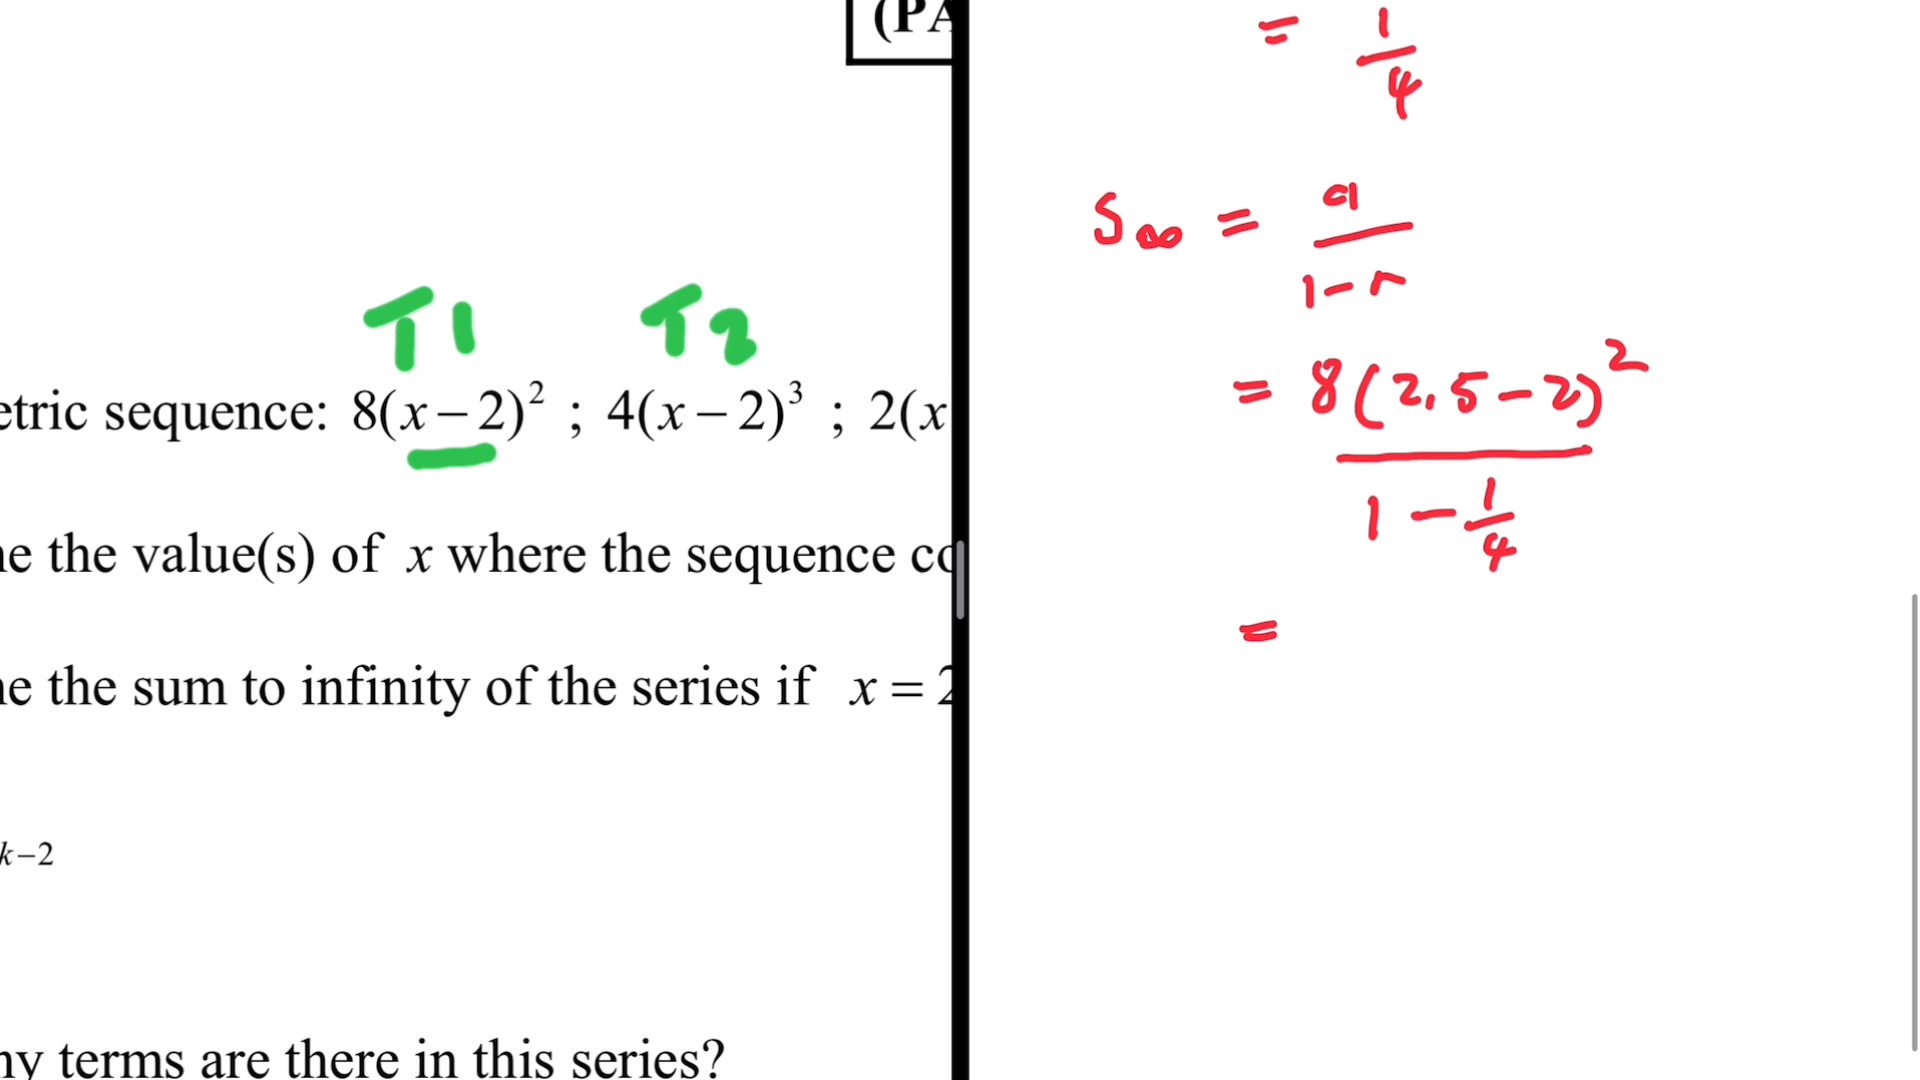 (PA
T1 T2
etric sequence: 8(x – 2)² ; 4(x – 2)³ ; 2(x
ne the value(s) of x where the sequence co
ne the sum to infinity of the series if x = 2
k–2
ny terms are there in this series?
= 1/4
S∞ = a/(1-r)
= 8(2,5-2)²/(1-1/4)
=